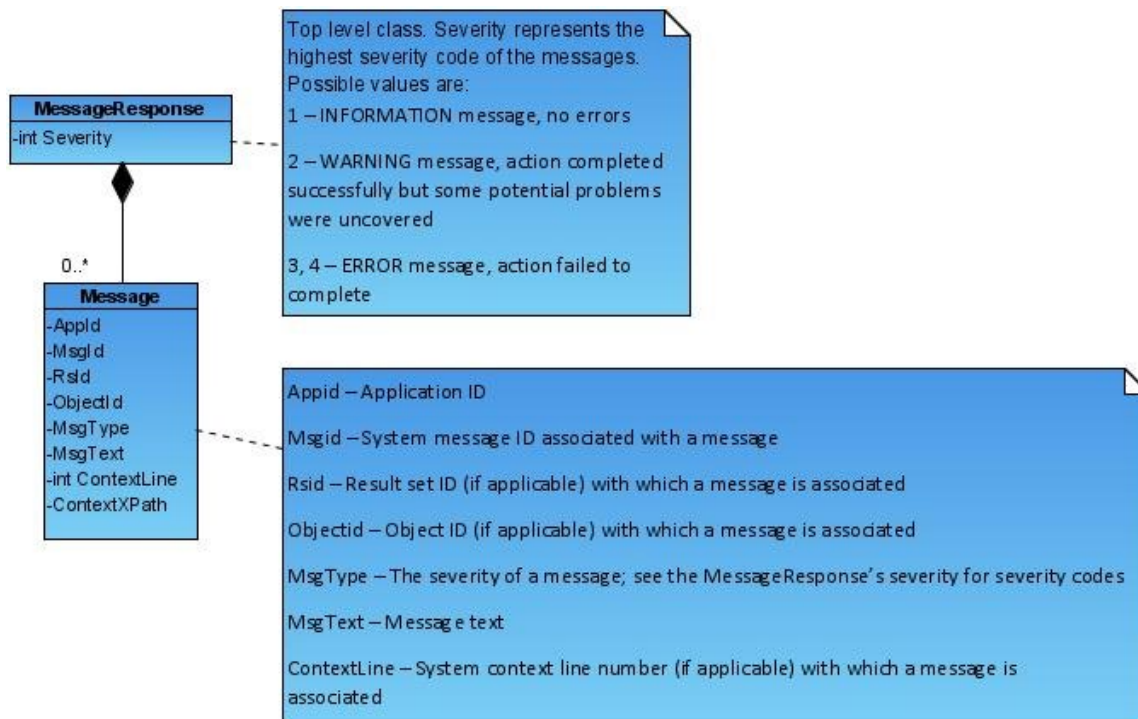 Top level class. Severity represents the
highest severity code of the messages.
Possible values are:
1 – INFORMATION message, no errors
2 – WARNING message, action completed
successfully but some potential problems
were uncovered
3, 4 – ERROR message, action failed to
complete
MessageResponse
-int Severity
0..*
Message
-AppId
-MsgId
-RsId
-ObjectId
-MsgType
-MsgText
-int ContextLine
-ContextXPath
Appid – Application ID
Msgid – System message ID associated with a message
Rsid – Result set ID (if applicable) with which a message is associated
Objectid – Object ID (if applicable) with which a message is associated
MsgType – The severity of a message; see the MessageResponse’s severity for severity codes
MsgText – Message text
ContextLine – System context line number (if applicable) with which a message is
associated